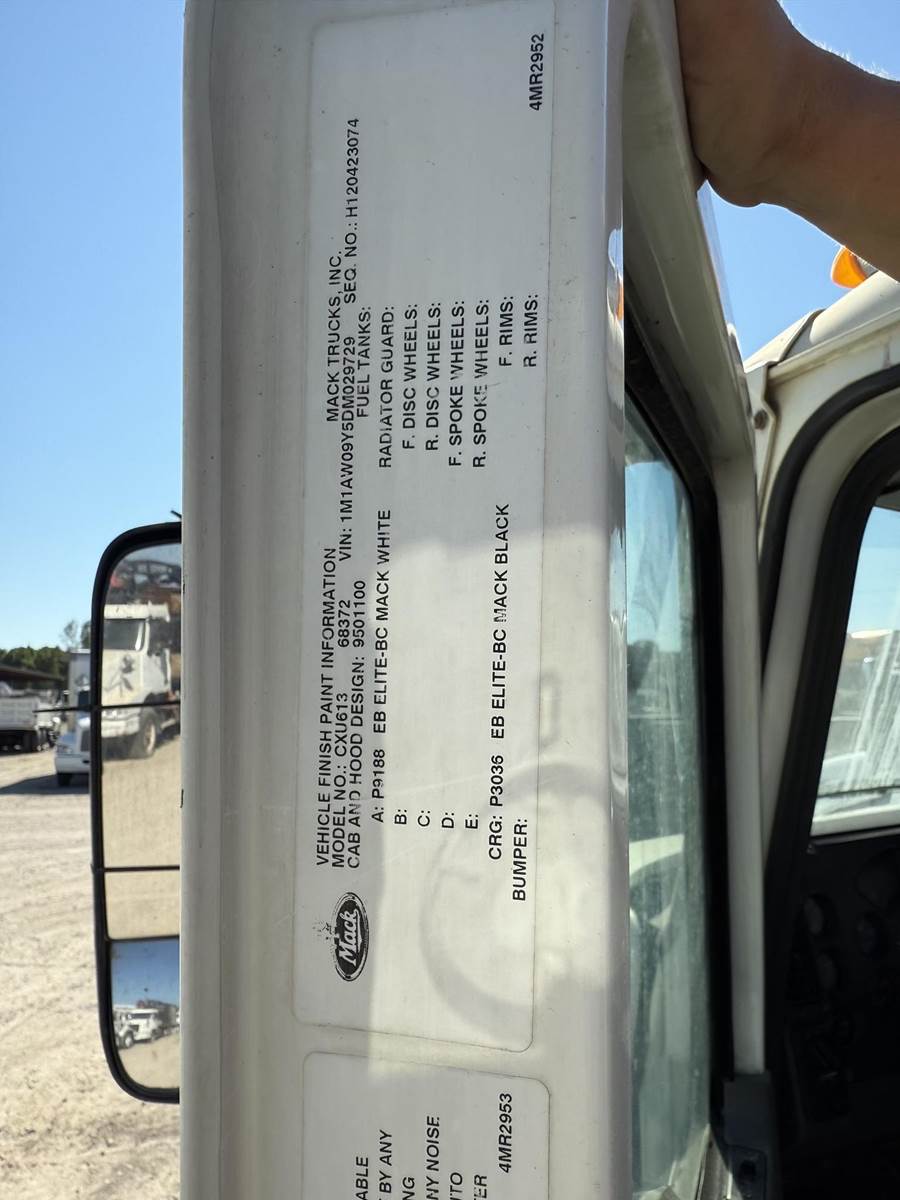 Mack
VEHICLE FINISH PAINT INFORMATION
MACK TRUCKS, INC.
MODEL NO.: CXU613 68372 VIN: 1M1AW09Y5DM029729 SEQ. NO.: H120423074
CAB AND HOOD DESIGN: 9501100 FUEL TANKS:
A: P9188 EB ELITE-BC MACK WHITE RADIATOR GUARD:
B: F. DISC WHEELS:
C: R. DISC WHEELS:
D: F. SPOKE WHEELS:
E: R. SPOKE WHEELS:
CRG: P3036 EB ELITE-BC MACK BLACK F. RIMS:
BUMPER: R. RIMS:
4MR2952
ABLE
BY ANY
NG
NY NOISE
TO
ER
4MR2953